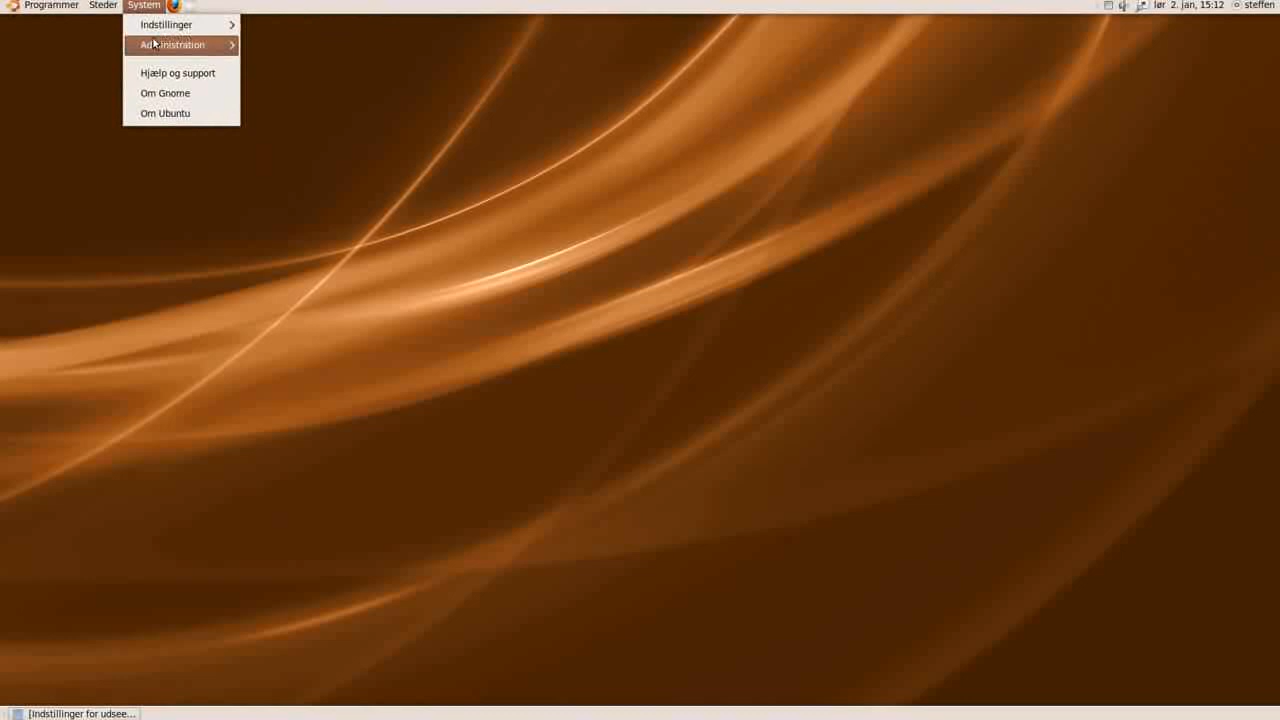 Programmer Steder System lør 2. jan, 15:12 steffen
Indstillinger
Administration
Hjælp og support
Om Gnome
Om Ubuntu
[Indstillinger for udsee...